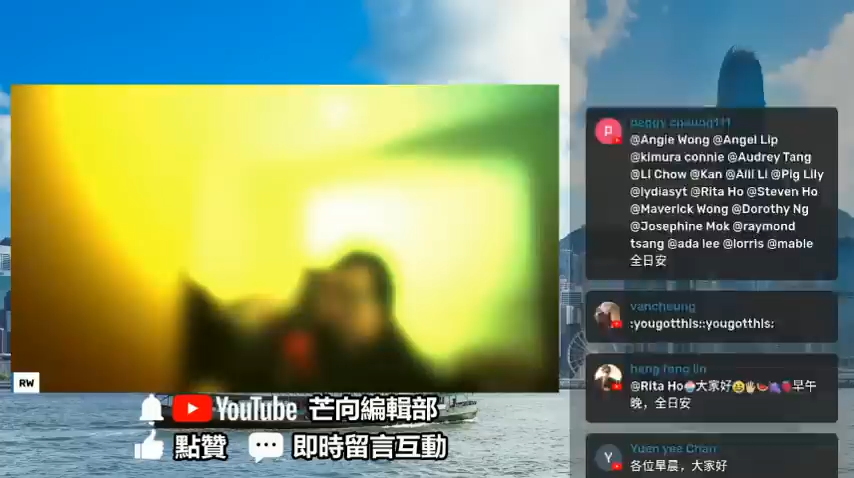 RW
YouTube 芒向編輯部
點贊 即時留言互動
peggy cheung111
@Angie Wong @Angel Lip
@kimura connie @Audrey Tang
@Li Chow @Kan @Alli Li @Pig Lily
@lydiasyt @Rita Ho @Steven Ho
@Maverick Wong @Dorothy Ng
@Josephine Mok @raymond
tsang @ada lee @lorris @mable
全日安
vancheung
:yougotthis::yougotthis:
heng fong lin
@Rita Ho大家好早午
晚，全日安
Yuen yee Chan
各位早晨，大家好
P
Y